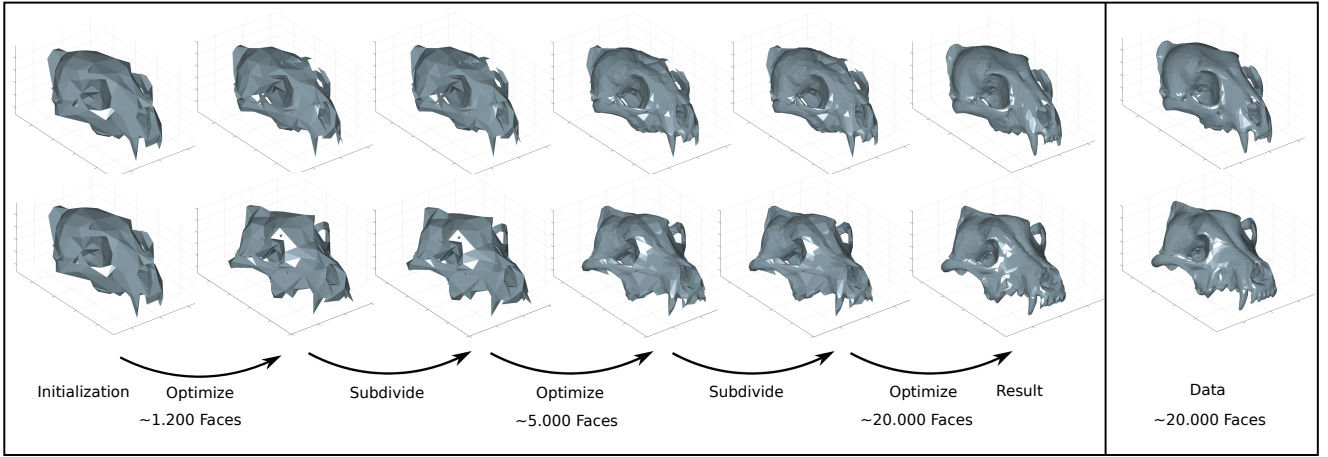 Initialization Optimize Subdivide Optimize Subdivide Optimize Result Data
~1.200 Faces ~5.000 Faces ~20.000 Faces ~20.000 Faces